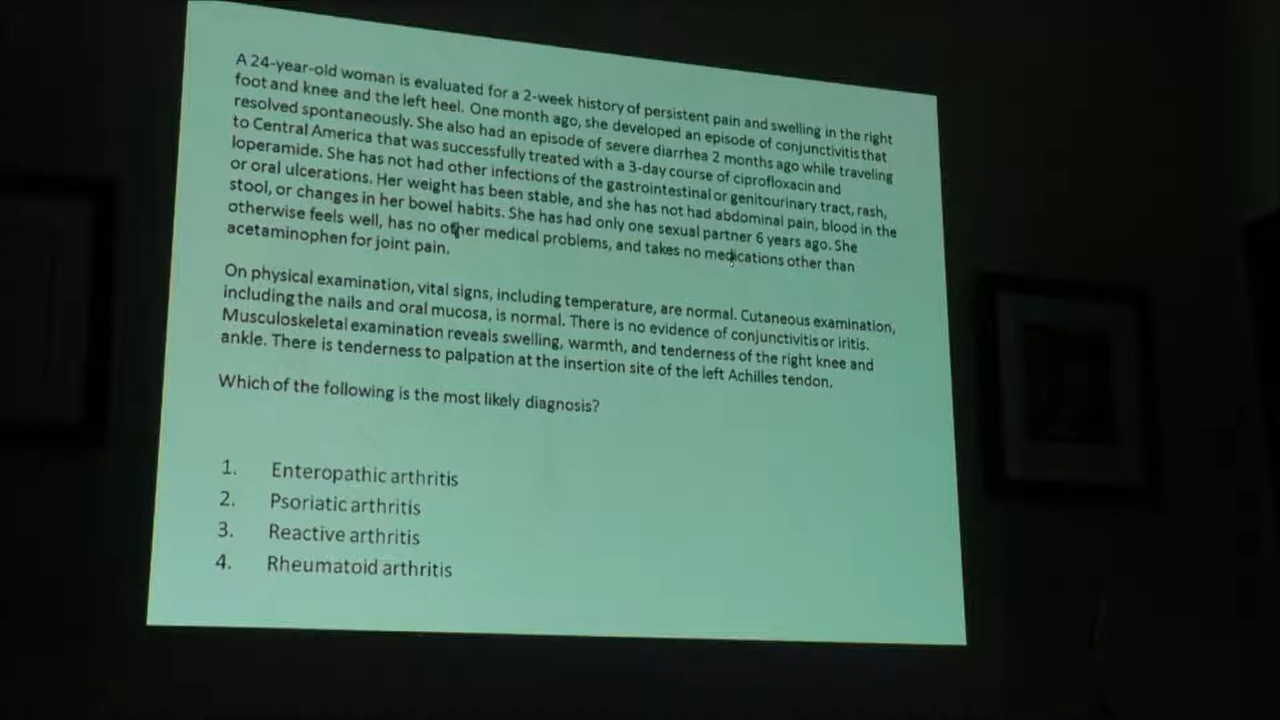 A 24-year-old woman is evaluated for a 2-week history of persistent pain and swelling in the right
foot and knee and the left heel. One month ago, she developed an episode of conjunctivitis that
resolved spontaneously. She also had an episode of severe diarrhea 2 months ago while traveling
to Central America that was successfully treated with a 3-day course of ciprofloxacin and
loperamide. She has not had other infections of the gastrointestinal or genitourinary tract, rash,
or oral ulcerations. Her weight has been stable, and she has not had abdominal pain, blood in the
stool, or changes in her bowel habits. She has had only one sexual partner 6 years ago. She
otherwise feels well, has no other medical problems, and takes no medications other than
acetaminophen for joint pain.
On physical examination, vital signs, including temperature, are normal. Cutaneous examination,
including the nails and oral mucosa, is normal. There is no evidence of conjunctivitis or iritis.
Musculoskeletal examination reveals swelling, warmth, and tenderness of the right knee and
ankle. There is tenderness to palpation at the insertion site of the left Achilles tendon.
Which of the following is the most likely diagnosis?
1. Enteropathic arthritis
2. Psoriatic arthritis
3. Reactive arthritis
4. Rheumatoid arthritis